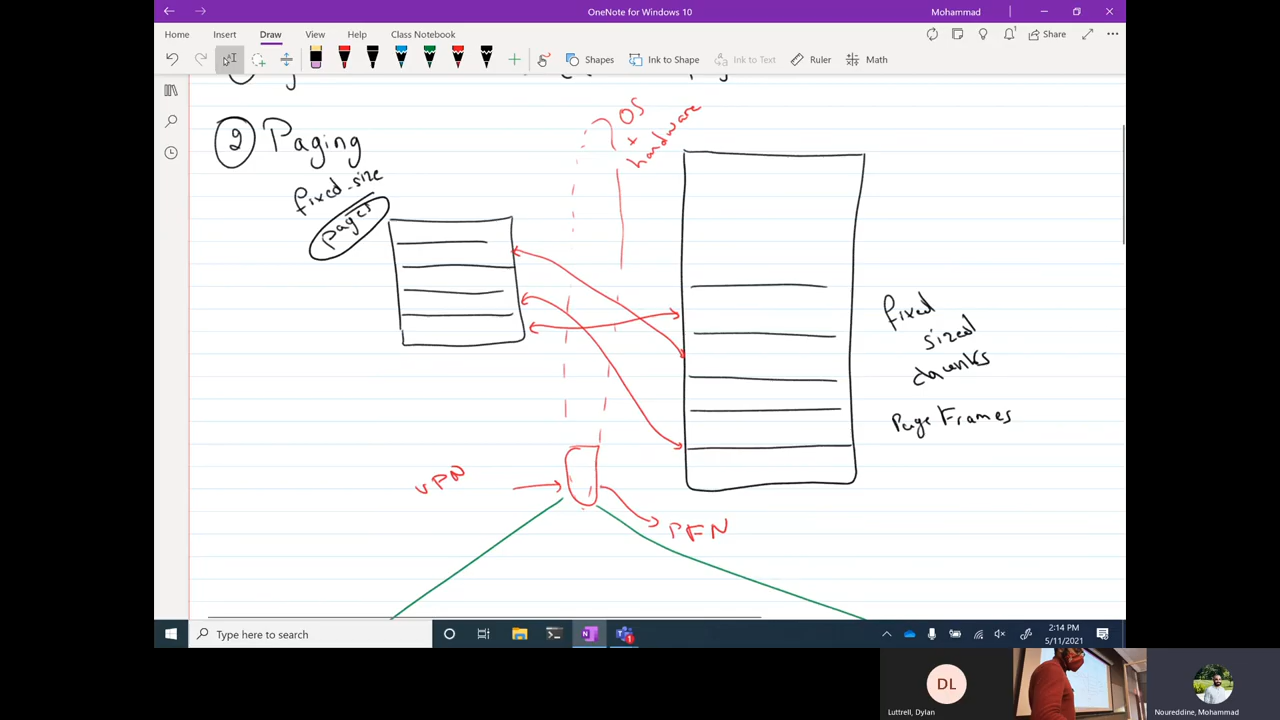 OneNote for Windows 10
Mohammad
Home
Insert
Draw
View
Help
Class Notebook
Share
Shapes
Ink to Shape
Ink to Text
Ruler
Math
2 Paging
fixed-size
pages
OS
+
hardware
fixed
sized
chunks
Page Frames
VPN
PFN
Type here to search
2:14 PM
5/11/2021
DL
Luttrell, Dylan
Noureddine, Mohammad